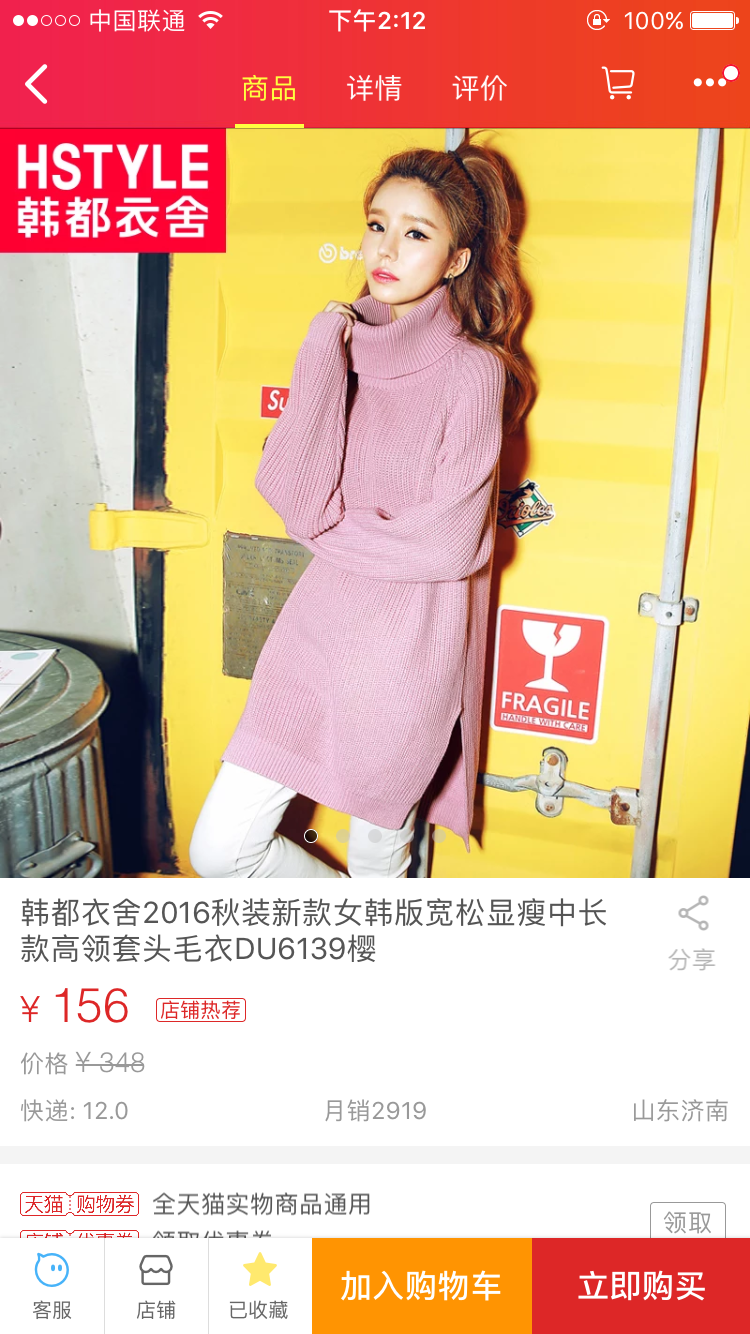 中国联通 下午2:12 100%
商品 详情 评价
HSTYLE
韩都衣舍
FRAGILE
HANDLE WITH CARE
韩都衣舍2016秋装新款女韩版宽松显瘦中长
款高领套头毛衣DU6139樱
分享
¥ 156 店铺热荐
价格 ¥ 348
快递: 12.0 月销2919 山东济南
天猫 购物券 全天猫实物商品通用
领取
客服 店铺 已收藏 加入购物车 立即购买